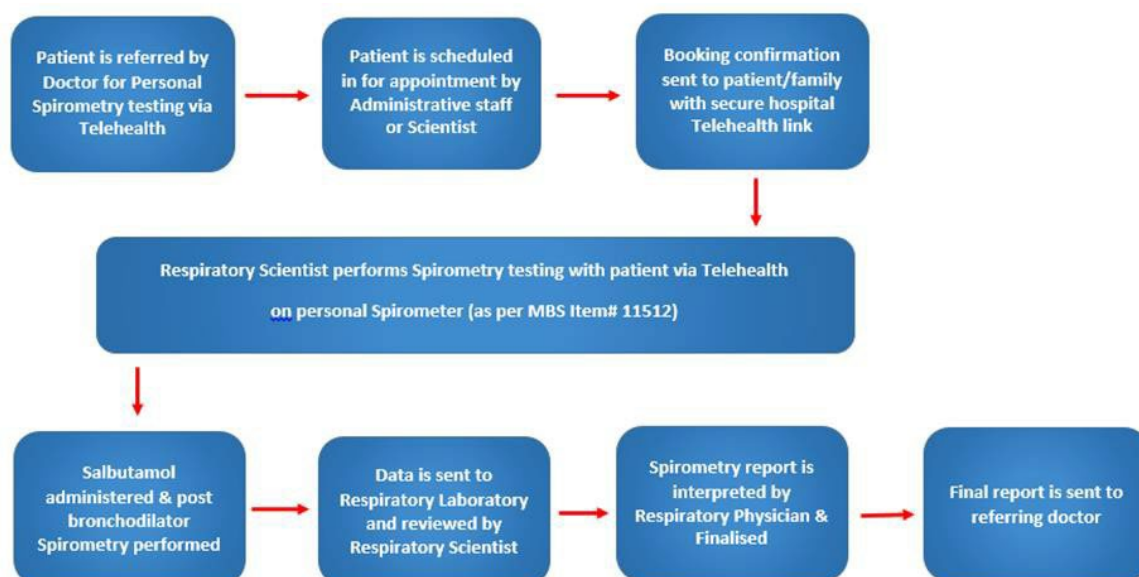 Patient is referred by
Doctor for Personal
Spirometry testing via
Telehealth
Patient is scheduled
in for appointment by
Administrative staff
or Scientist
Booking confirmation
sent to patient/family
with secure hospital
Telehealth link
Respiratory Scientist performs Spirometry testing with patient via Telehealth
on personal Spirometer (as per MBS Item# 11512)
Salbutamol
administered & post
bronchodilator
Spirometry performed
Data is sent to
Respiratory Laboratory
and reviewed by
Respiratory Scientist
Spirometry report is
interpreted by
Respiratory Physician &
Finalised
Final report is sent to
referring doctor